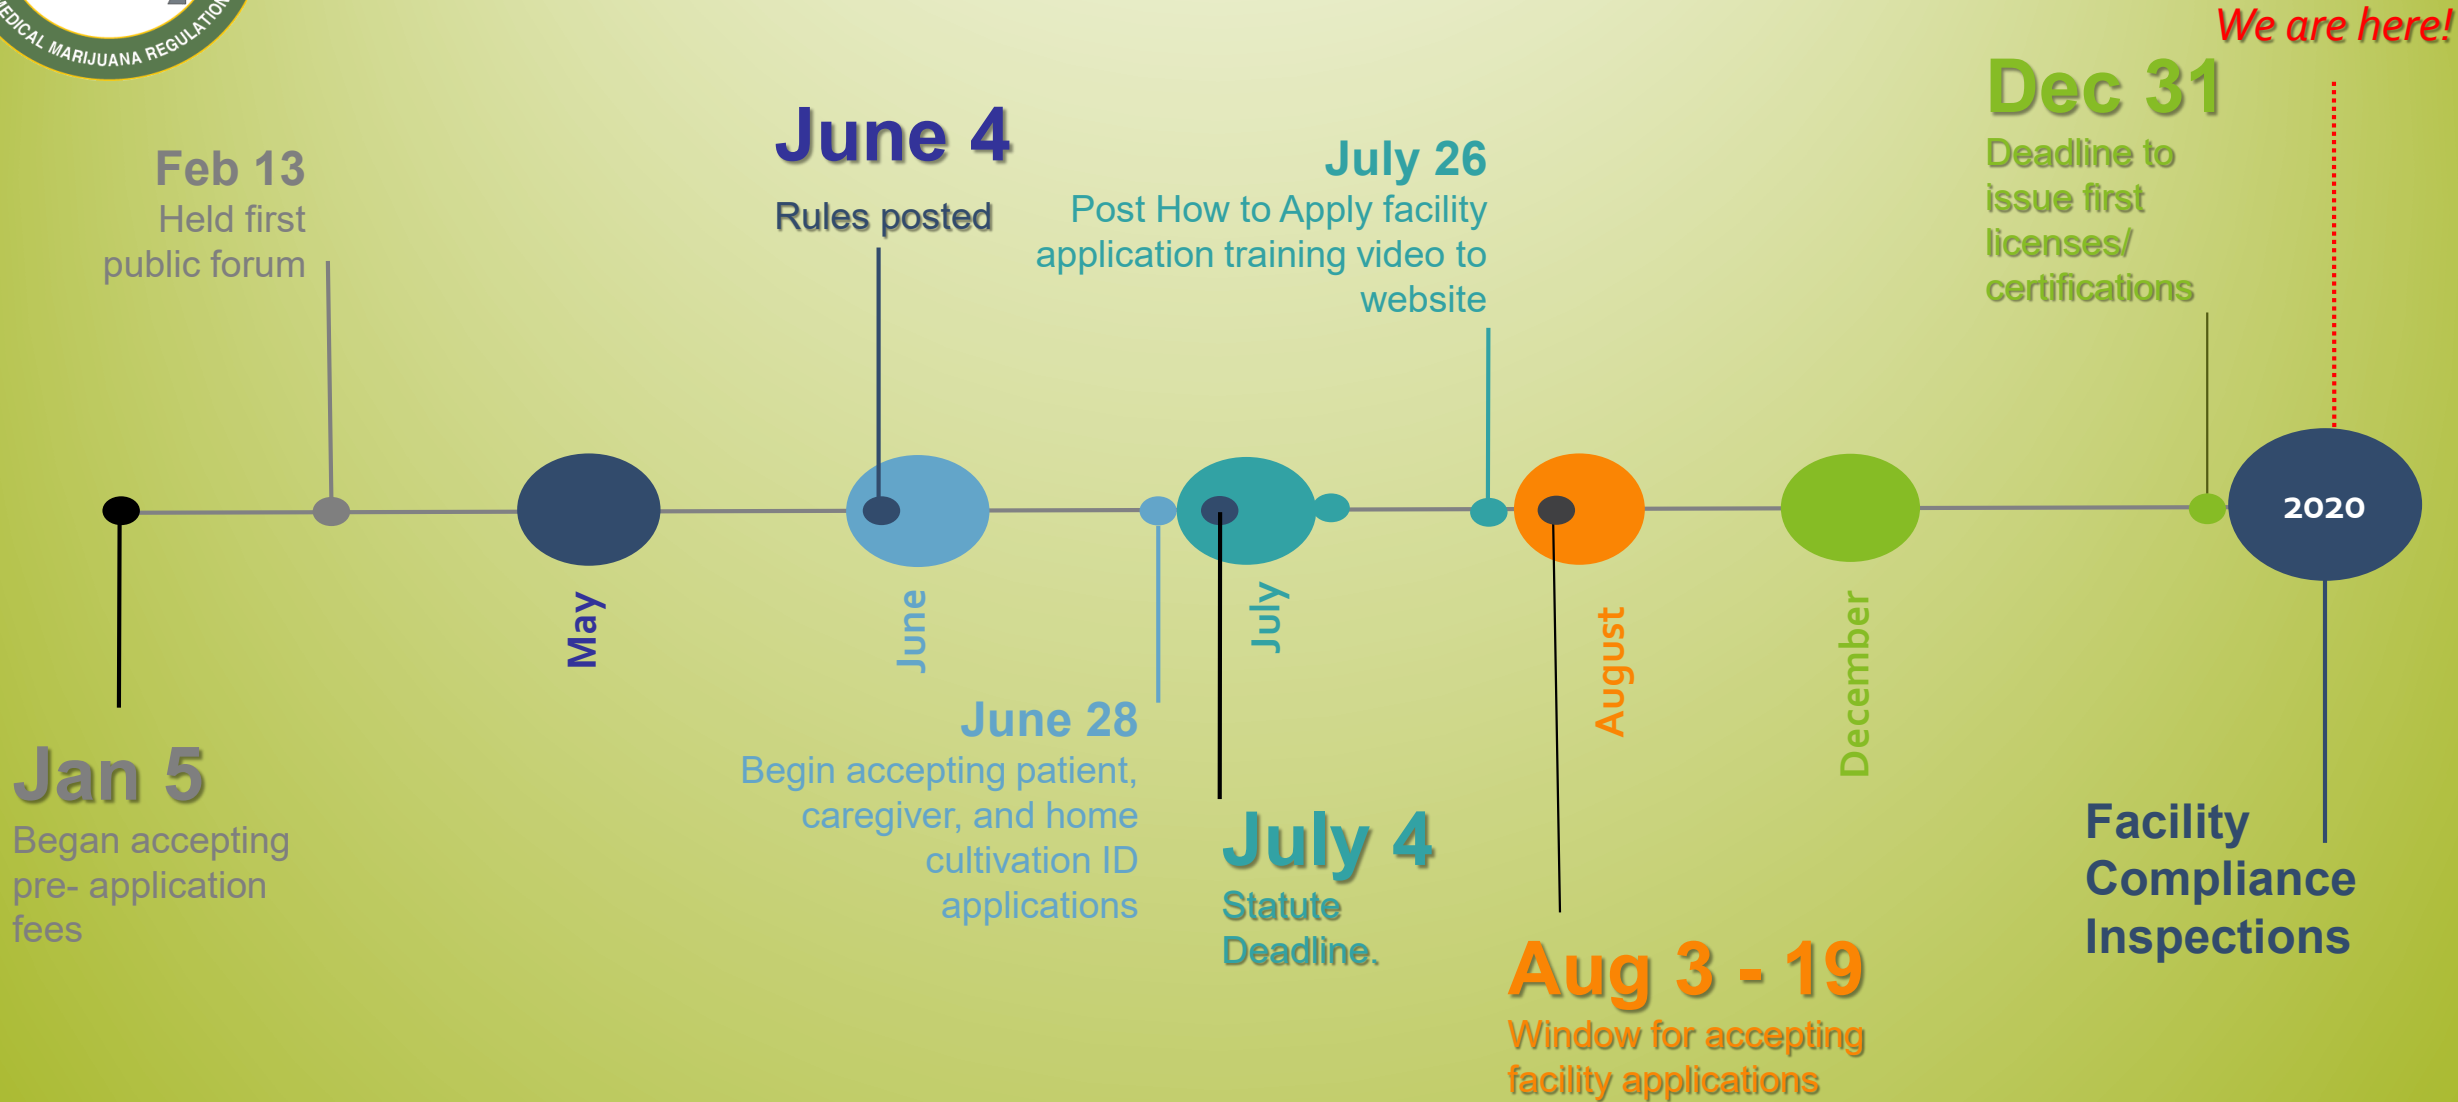 MEDICAL MARIJUANA REGULATION
We are here!
Dec 31
Deadline to
issue first
licenses/
certifications
June 4
Rules posted
July 26
Post How to Apply facility
application training video to
website
Feb 13
Held first
public forum
2020
May
June
July
August
December
Jan 5
Began accepting
pre- application
fees
June 28
Begin accepting patient,
caregiver, and home
cultivation ID
applications
July 4
Statute
Deadline.
Aug 3 - 19
Window for accepting
facility applications
Facility
Compliance
Inspections